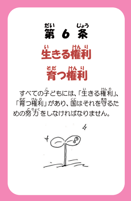 第6条
生きる権利
育つ権利
すべての子どもには、「生きる権利」、
「育つ権利」があり、国はそれを守るた
めの努力をしなければなりません。